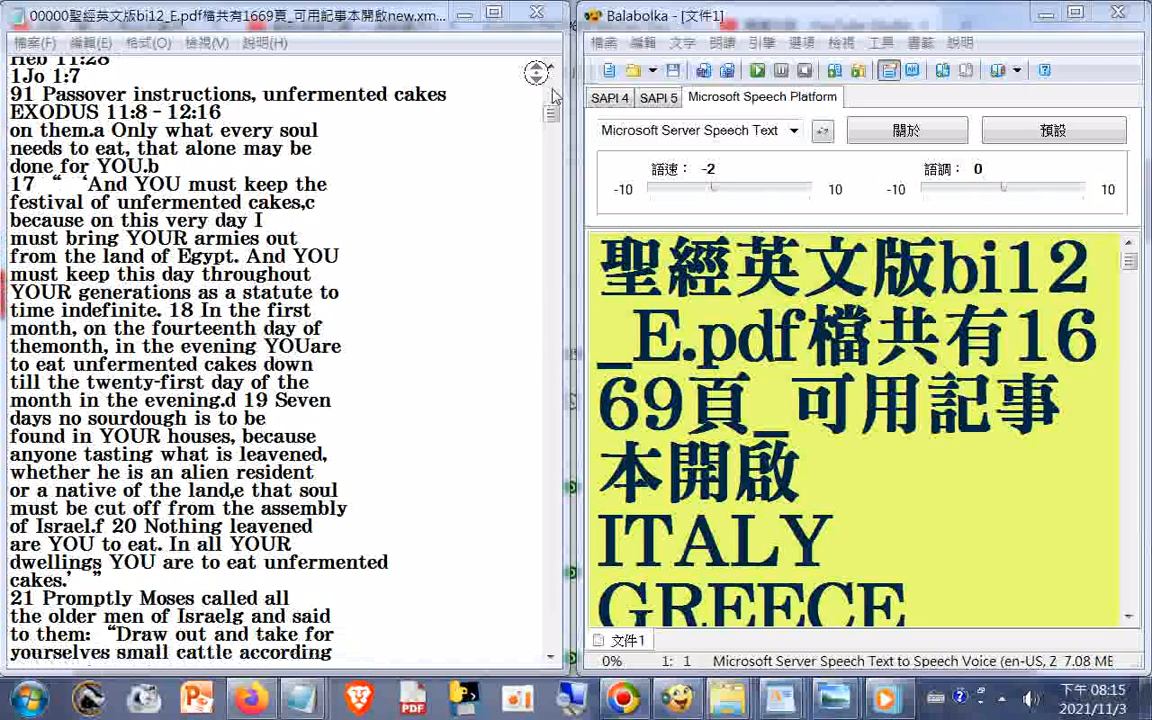 00000聖經英文版bi12_E.pdf檔共有1669頁_可用記事本開啟new.xm...
檔案(F) 編輯(E) 格式(O) 檢視(V) 說明(H)
Heb 11:28
1Jo 1:7
91 Passover instructions, unfermented cakes
EXODUS 11:8–12:16
on them.a Only what every soul
needs to eat, that alone may be
done for YOU.b
17 “ ‘And YOU must keep the
festival of unfermented cakes,c
because on this very day I
must bring YOUR armies out
from the land of Egypt. And YOU
must keep this day throughout
YOUR generations as a statute to
time indefinite. 18 In the first
month, on the fourteenth day of
themonth, in the evening YOUare
to eat unfermented cakes down
till the twenty-first day of the
month in the evening.d 19 Seven
days no sourdough is to be
found in YOUR houses, because
anyone tasting what is leavened,
whether he is an alien resident
or a native of the land,e that soul
must be cut off from the assembly
of Israel.f 20 Nothing leavened
are YOU to eat. In all YOUR
dwellings YOU are to eat unfermented
cakes.’ ”
21 Promptly Moses called all
the older men of Israelg and said
to them: “Draw out and take for
yourselves small cattle according
Balabolka - [文件1]
檔案 編輯 文字 朗讀 引擎 選項 檢視 工具 書籤 說明
SAPI 4 SAPI 5 Microsoft Speech Platform
Microsoft Server Speech Text 關於 預設
語速： -2 語調： 0
-10 10 -10 10
聖經英文版bi12
_E.pdf檔共有16
69頁_可用記事
本開啟
ITALY
GREECE
文件1
0% 1: 1 Microsoft Server Speech Text to Speech Voice (en-US, 2 7.08 ME
下午 08:15
2021/11/3